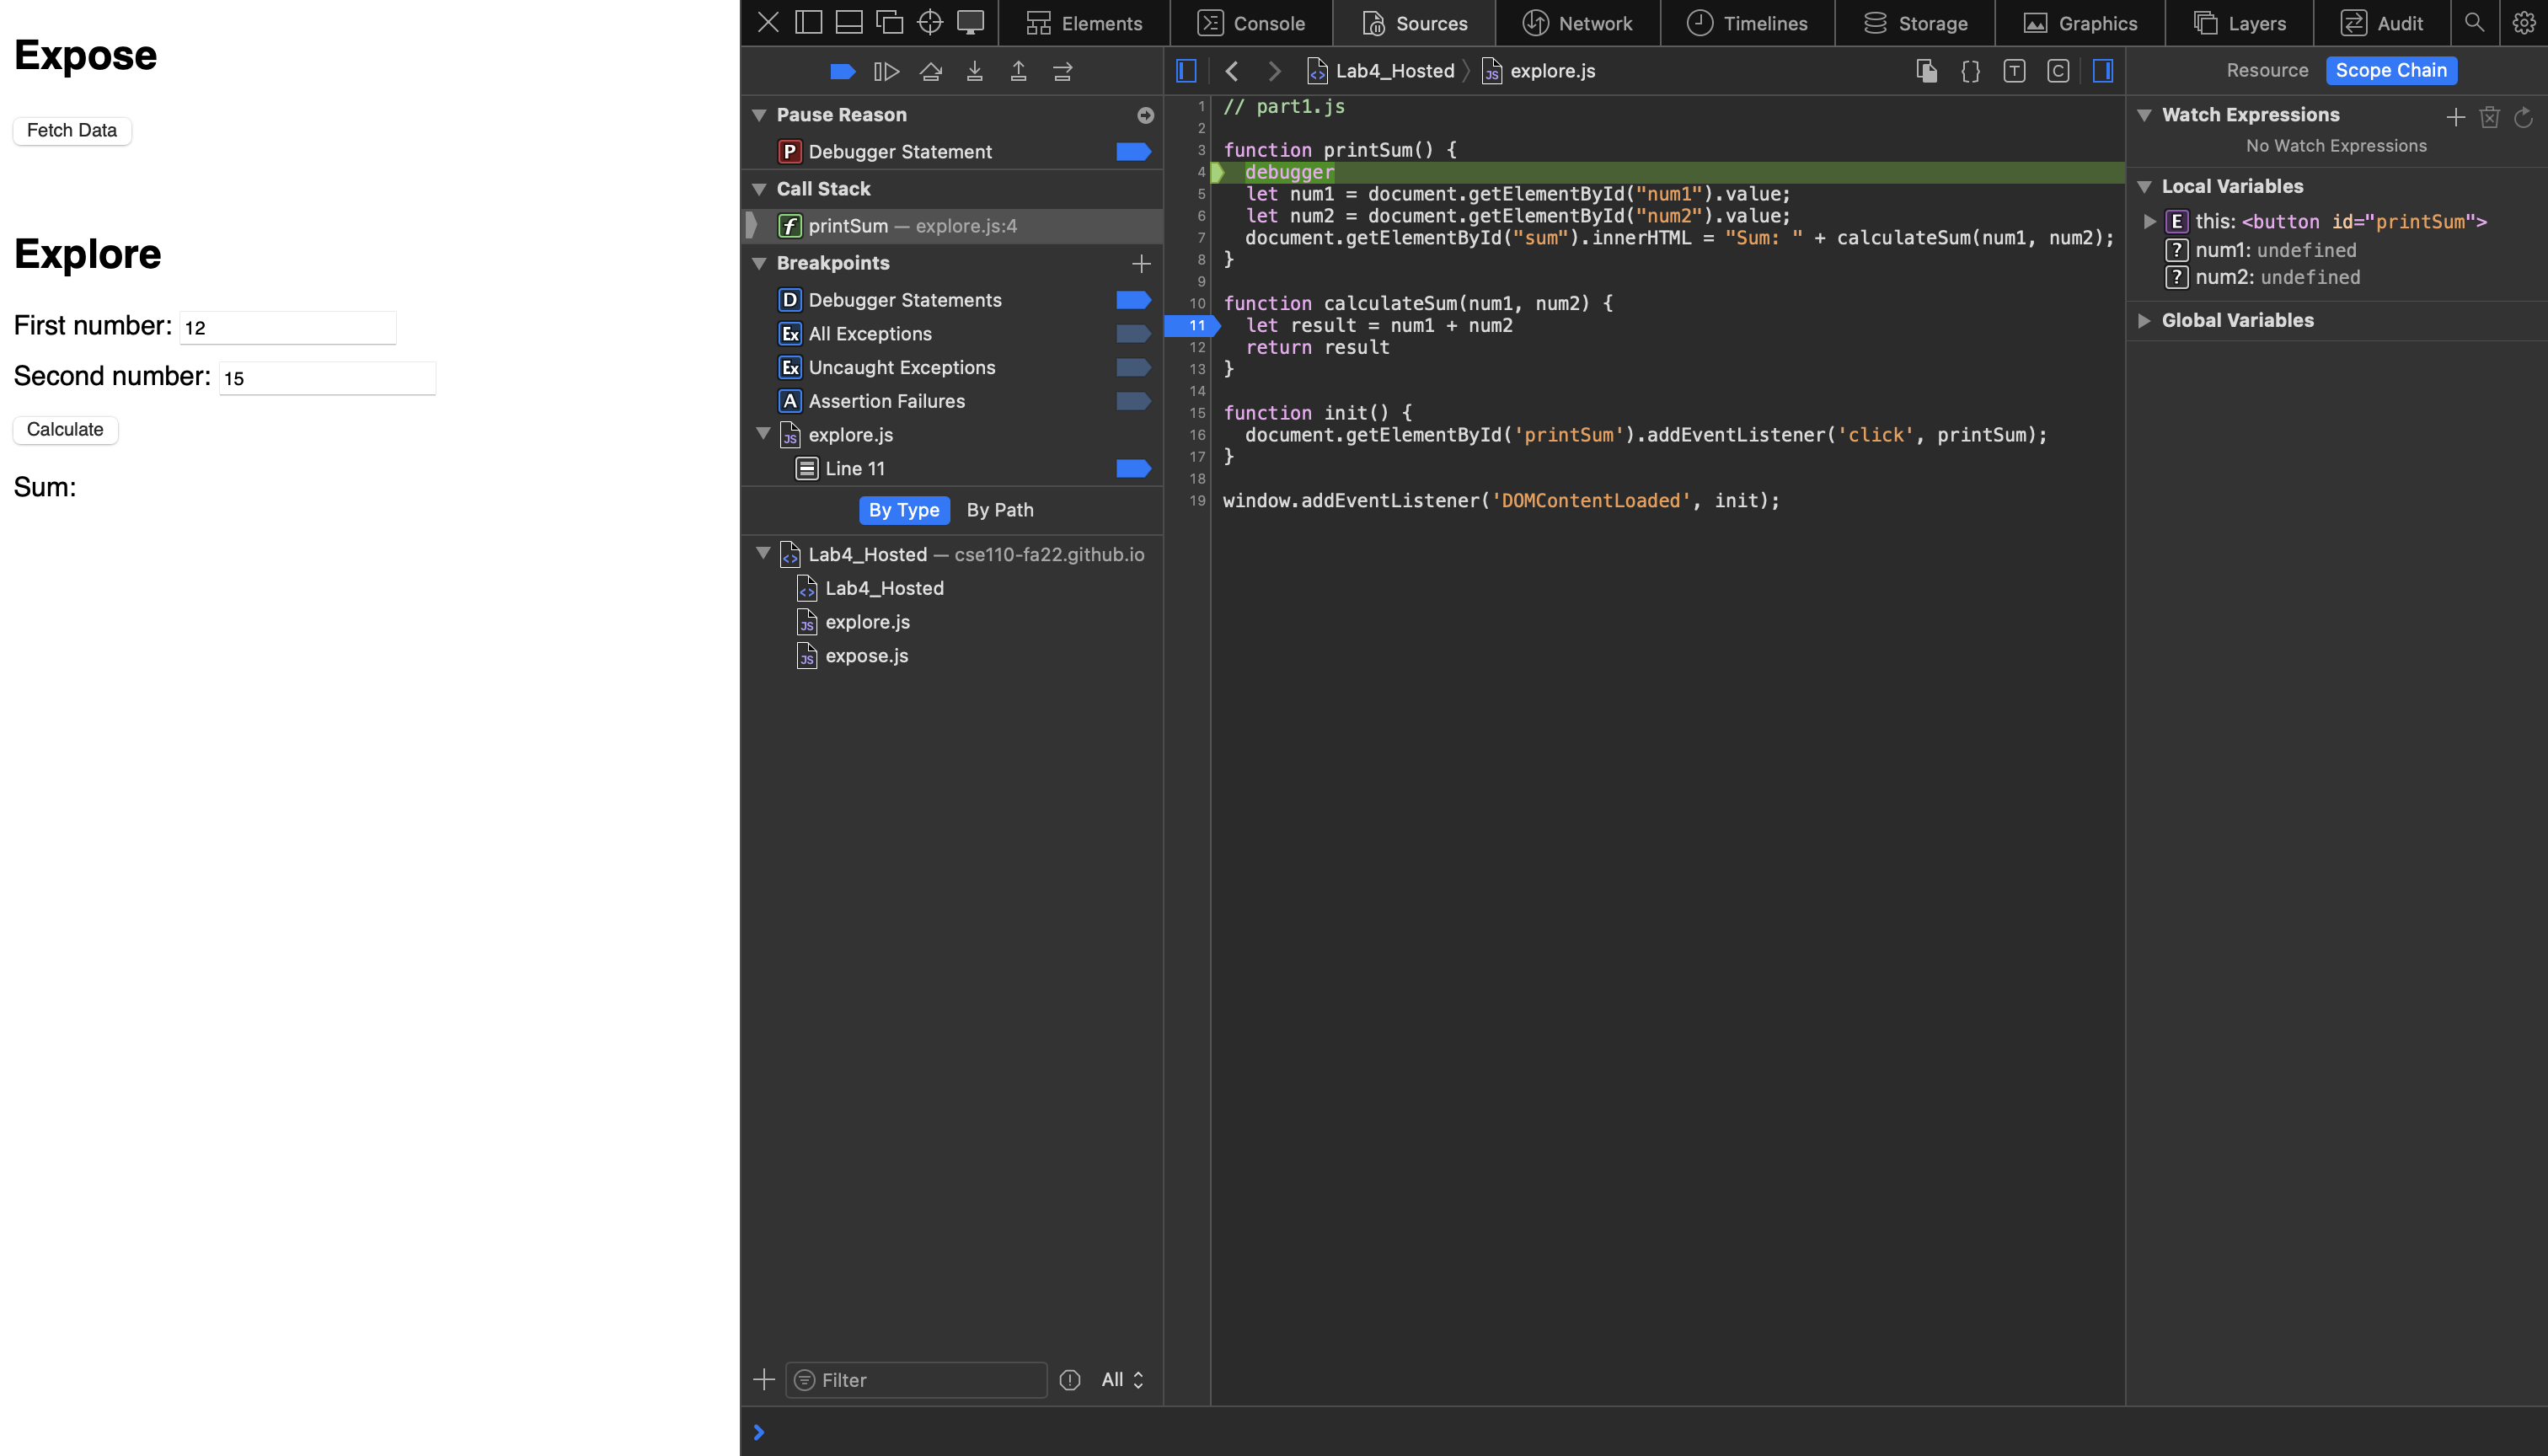 Expose
Fetch Data
Explore
First number: 12
Second number: 15
Calculate
Sum:
Elements
Console
Sources
Network
Timelines
Storage
Graphics
Layers
Audit
Pause Reason
P Debugger Statement
Call Stack
f printSum — explore.js:4
Breakpoints
D Debugger Statements
Ex All Exceptions
Ex Uncaught Exceptions
A Assertion Failures
JS explore.js
Line 11
By Type By Path
Lab4_Hosted — cse110-fa22.github.io
Lab4_Hosted
JS explore.js
JS expose.js
Filter
All
Lab4_Hosted JS explore.js
{} T C
1 // part1.js
2
3 function printSum() {
4 debugger
5 let num1 = document.getElementById("num1").value;
6 let num2 = document.getElementById("num2").value;
7 document.getElementById("sum").innerHTML = "Sum: " + calculateSum(num1, num2);
8 }
9
10 function calculateSum(num1, num2) {
11 let result = num1 + num2
12 return result
13 }
14
15 function init() {
16 document.getElementById('printSum').addEventListener('click', printSum);
17 }
18
19 window.addEventListener('DOMContentLoaded', init);
Resource Scope Chain
Watch Expressions
No Watch Expressions
Local Variables
E this: <button id="printSum">
? num1: undefined
? num2: undefined
Global Variables